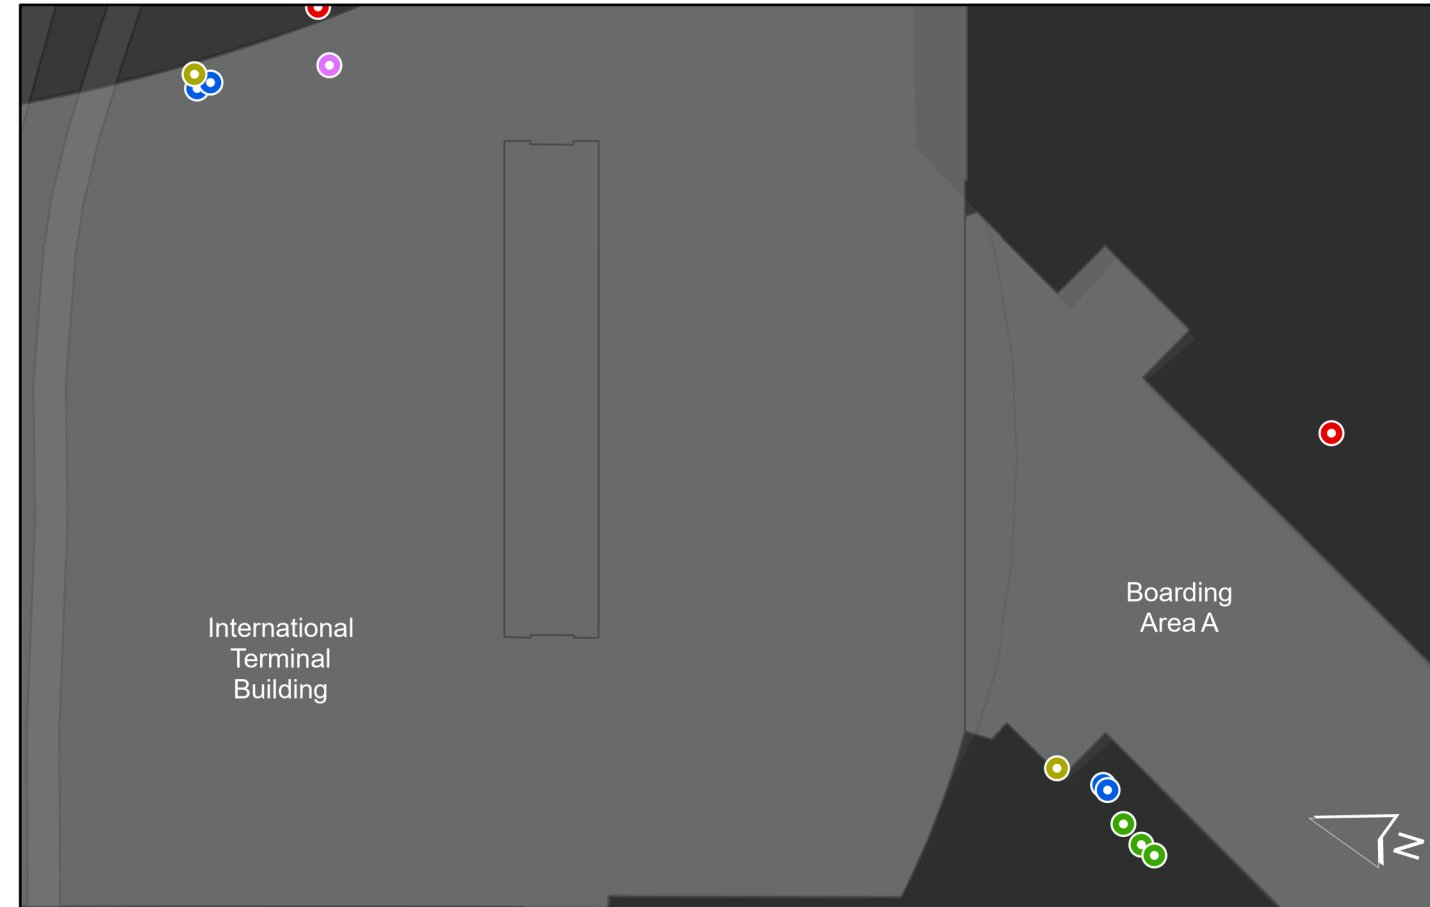 International
Terminal
Building
Boarding
Area A
N